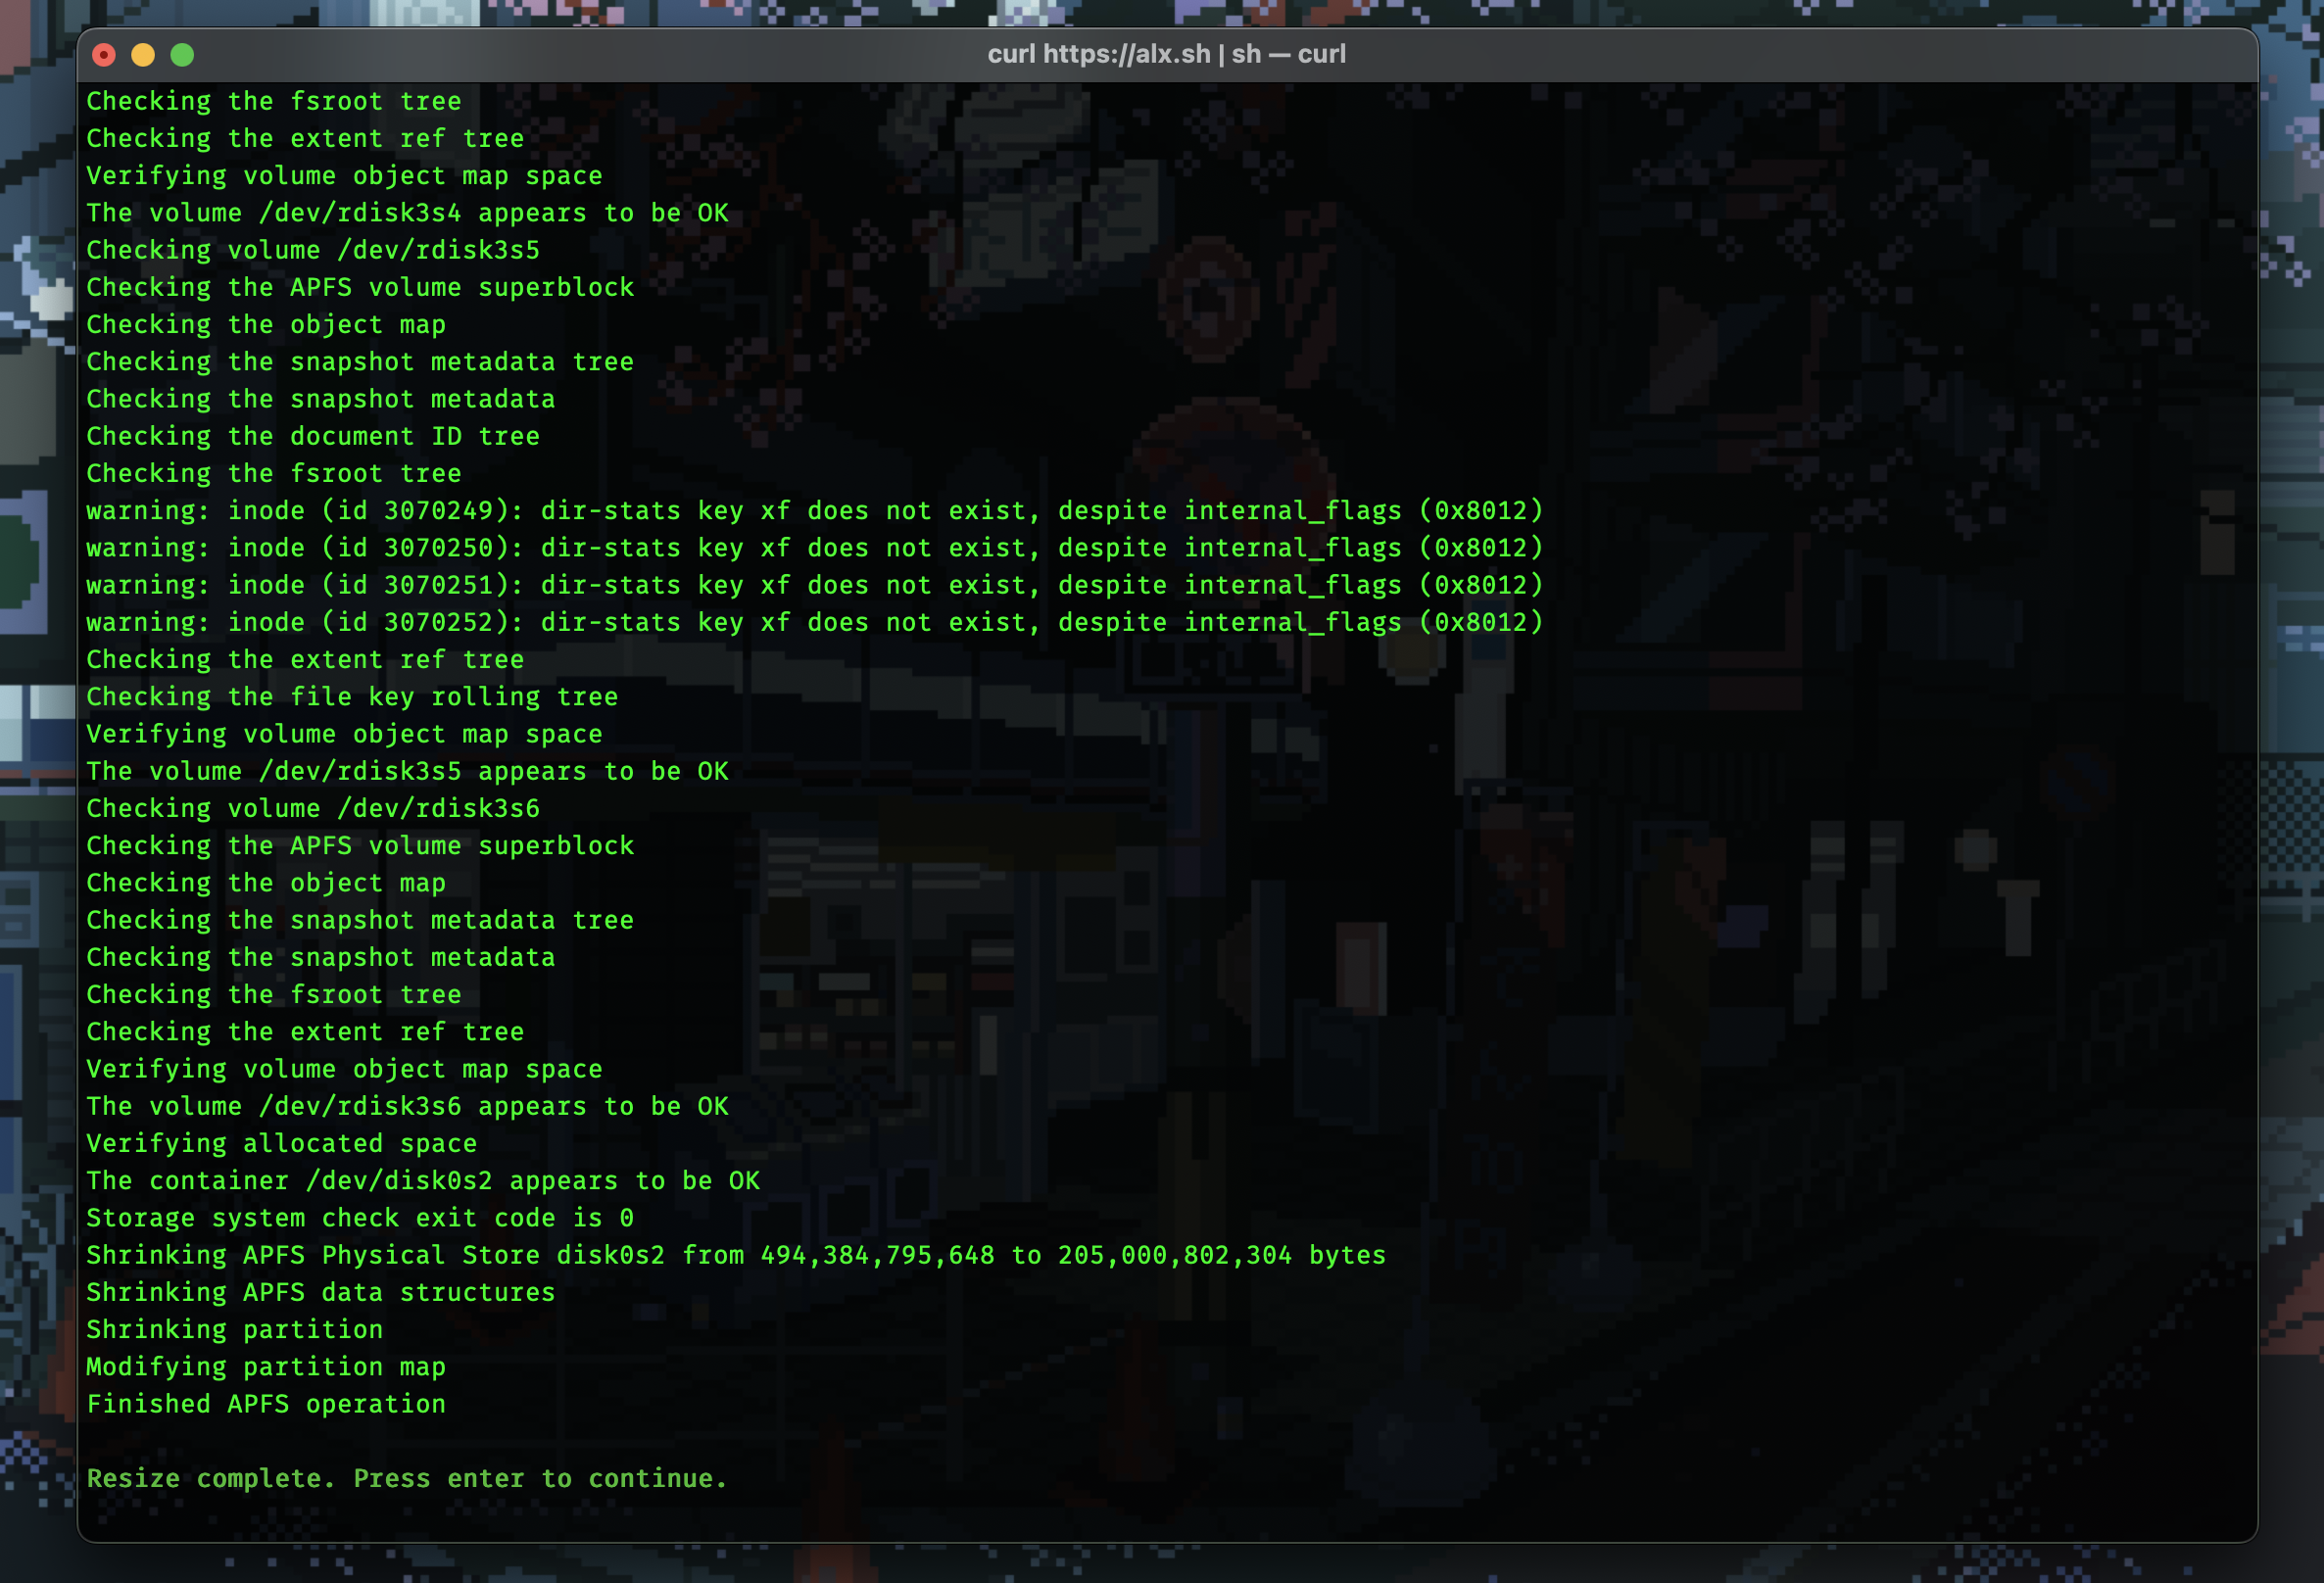 curl https://alx.sh | sh — curl
Checking the fsroot tree
Checking the extent ref tree
Verifying volume object map space
The volume /dev/rdisk3s4 appears to be OK
Checking volume /dev/rdisk3s5
Checking the APFS volume superblock
Checking the object map
Checking the snapshot metadata tree
Checking the snapshot metadata
Checking the document ID tree
Checking the fsroot tree
warning: inode (id 3070249): dir-stats key xf does not exist, despite internal_flags (0x8012)
warning: inode (id 3070250): dir-stats key xf does not exist, despite internal_flags (0x8012)
warning: inode (id 3070251): dir-stats key xf does not exist, despite internal_flags (0x8012)
warning: inode (id 3070252): dir-stats key xf does not exist, despite internal_flags (0x8012)
Checking the extent ref tree
Checking the file key rolling tree
Verifying volume object map space
The volume /dev/rdisk3s5 appears to be OK
Checking volume /dev/rdisk3s6
Checking the APFS volume superblock
Checking the object map
Checking the snapshot metadata tree
Checking the snapshot metadata
Checking the fsroot tree
Checking the extent ref tree
Verifying volume object map space
The volume /dev/rdisk3s6 appears to be OK
Verifying allocated space
The container /dev/disk0s2 appears to be OK
Storage system check exit code is 0
Shrinking APFS Physical Store disk0s2 from 494,384,795,648 to 205,000,802,304 bytes
Shrinking APFS data structures
Shrinking partition
Modifying partition map
Finished APFS operation
Resize complete. Press enter to continue.